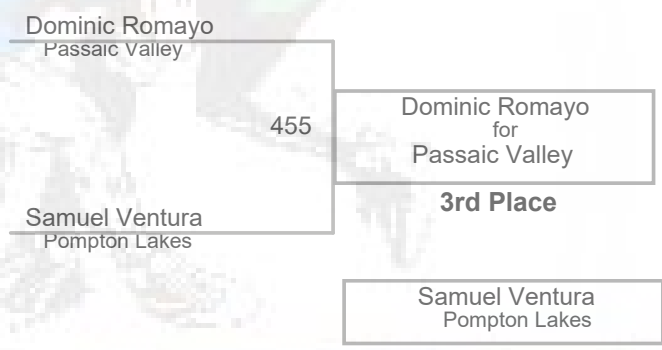 Dominic Romayo
Passaic Valley
455
Dominic Romayo
for
Passaic Valley
3rd Place
Samuel Ventura
Pompton Lakes
Samuel Ventura
Pompton Lakes